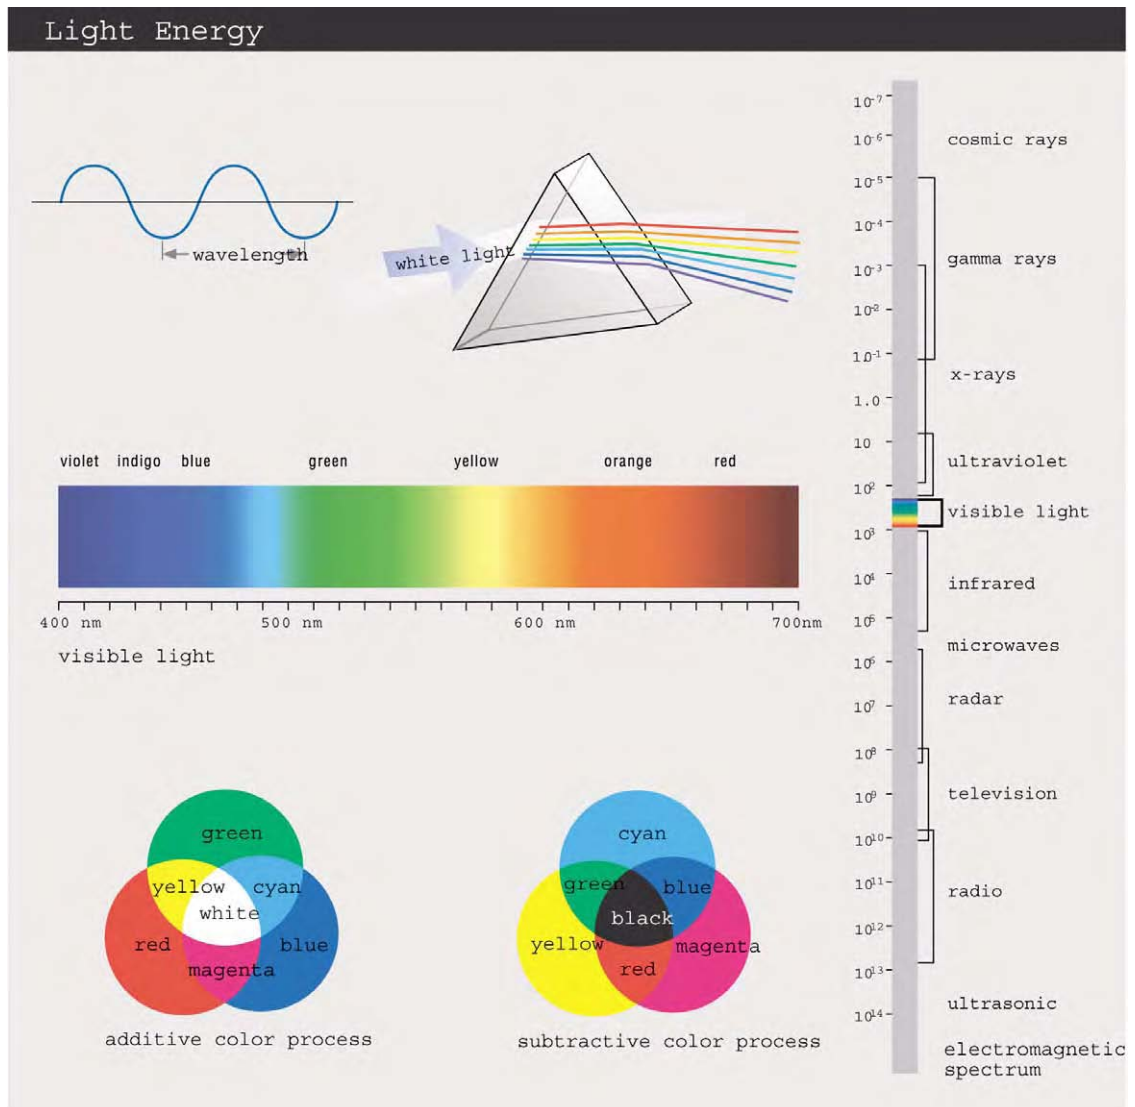 Light Energy
wavelength
white light
violet indigo blue green yellow orange red
400 nm 500 nm 600 nm 700nm
visible light
green
yellow cyan
white
red blue
magenta
additive color process
cyan
green blue
black
yellow magenta
red
subtractive color process
10-7
cosmic rays
10-6
10-5
10-4
gamma rays
10-3
10-2
10-1
x-rays
1.0
10
ultraviolet
10²
visible light
10³
10⁴
infrared
10⁵
microwaves
10⁶
radar
10⁷
10⁸
television
10⁹
10¹⁰
10¹¹
radio
10¹²
10¹³
ultrasonic
10¹⁴
electromagnetic
spectrum